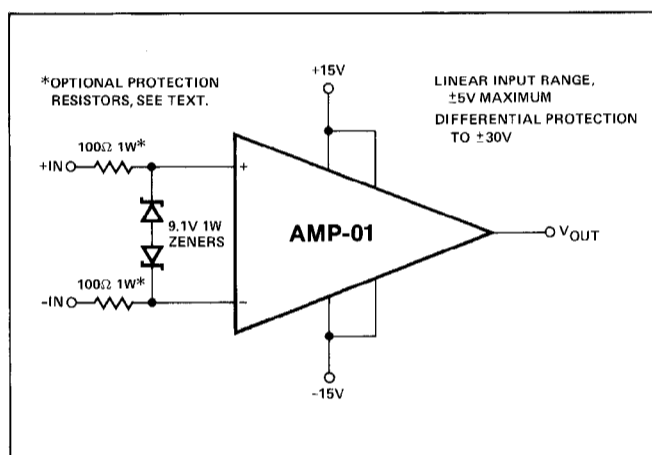 *OPTIONAL PROTECTION
RESISTORS, SEE TEXT.
+15V
LINEAR INPUT RANGE,
±5V MAXIMUM
DIFFERENTIAL PROTECTION
TO ±30V
100Ω 1W*
+IN
+
9.1V 1W
ZENERS
AMP-01
VOUT
100Ω 1W*
-IN
-
-15V